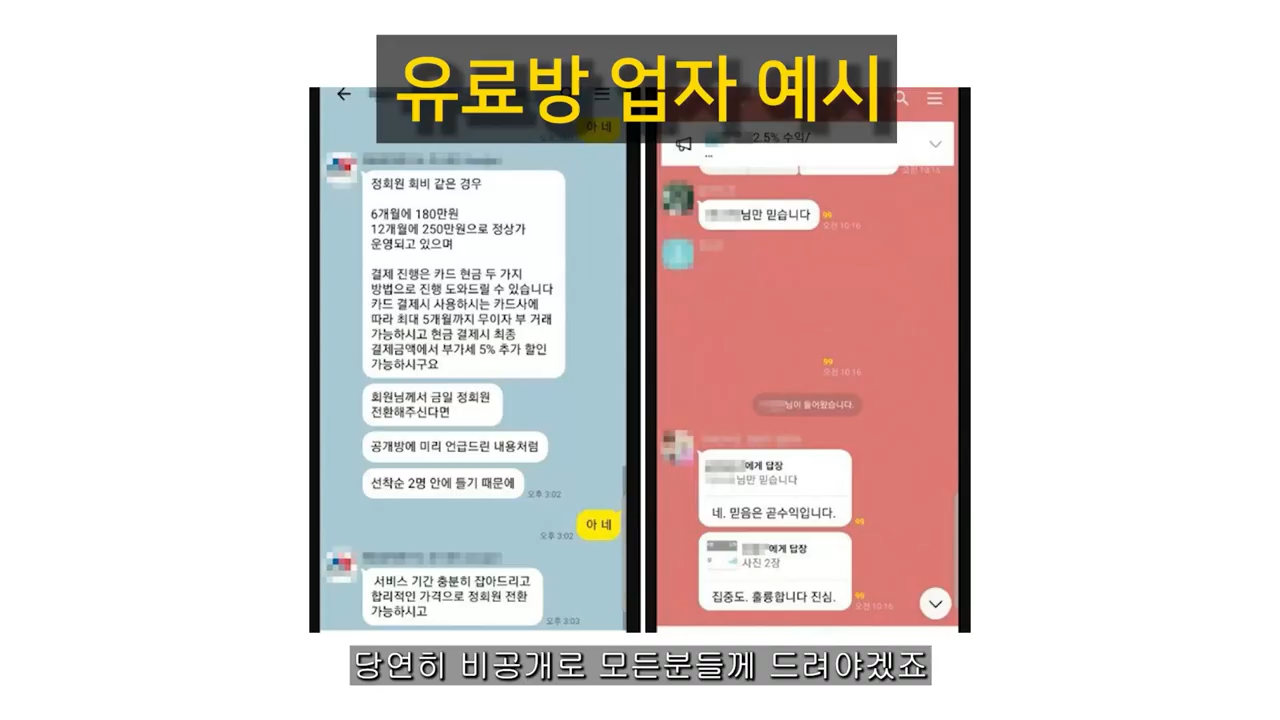 유료방 업자 예시
아 네
정회원 회비 같은 경우
6개월에 180만원
12개월에 250만원으로 정상가
운영되고 있으며
결제 진행은 카드 현금 두 가지
방법으로 진행 도와드릴 수 있습니다
카드 결제시 사용하시는 카드사에
따라 최대 5개월까지 무이자 부 거래
가능하시고 현금 결제시 최종
결제금액에서 부가세 5% 추가 할인
가능하시구요
회원님께서 금일 정회원
전환해주신다면
공개방에 미리 언급드린 내용처럼
선착순 2명 안에 들기 때문에
오후 3:02
아 네
오후 3:02
서비스 기간 충분히 잡아드리고
합리적인 가격으로 정회원 전환
가능하시고
오후 3:03
2.5% 수익/
...
님만 믿습니다
99
오전 10:16
99
오전 10:16
님이 들어왔습니다.
에게 답장
님만 믿습니다
네. 믿음은 곧수익입니다.
99
에게 답장
사진 2장
집중도. 훌륭합니다 진심.
99
오전 10:16
당연히 비공개로 모든분들께 드려야겠죠